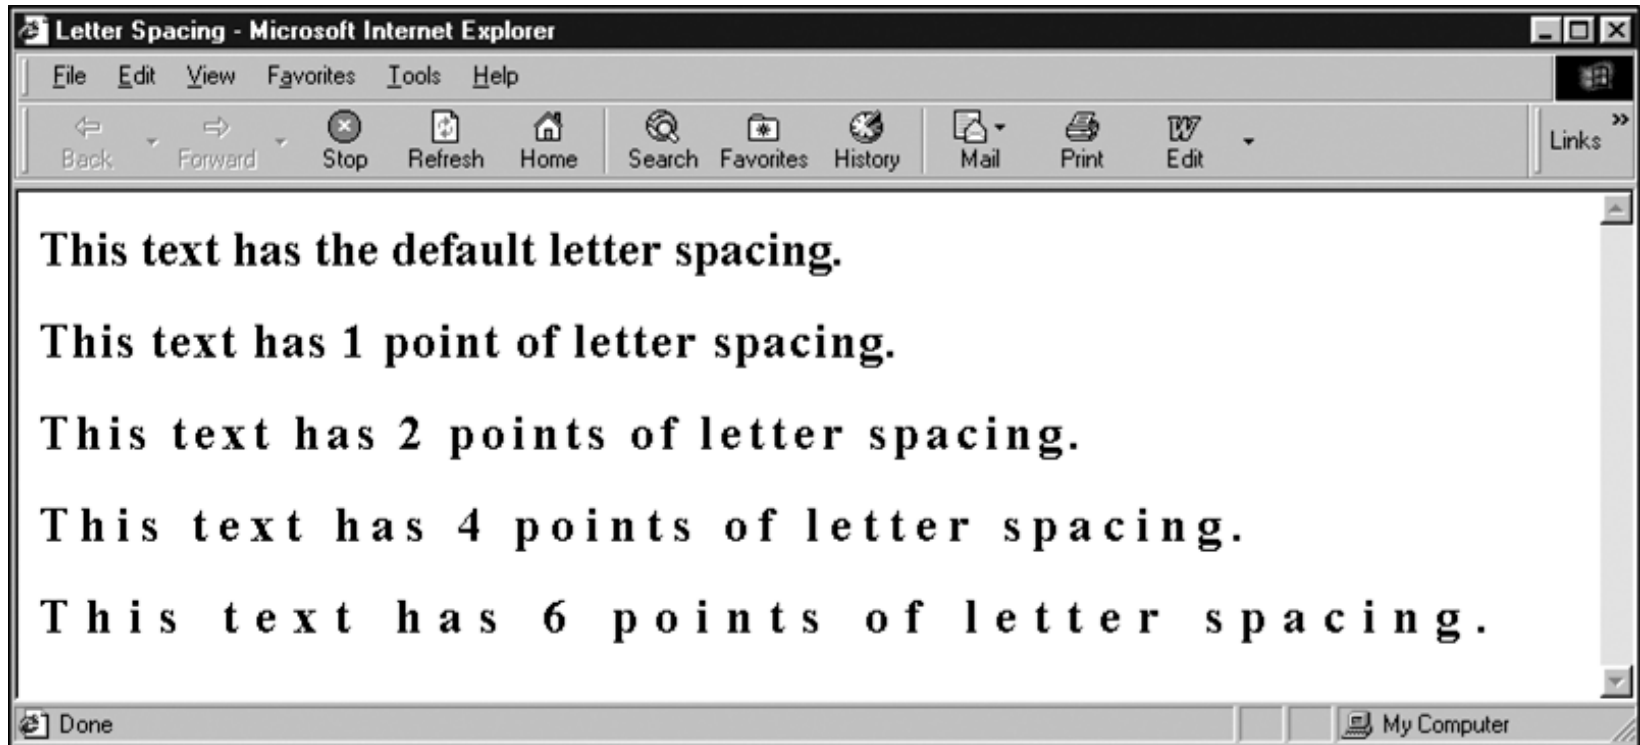 Letter Spacing - Microsoft Internet Explorer
File Edit View Favorites Tools Help
Back Forward Stop Refresh Home Search Favorites History Mail Print Edit Links »
This text has the default letter spacing.
This text has 1 point of letter spacing.
This text has 2 points of letter spacing.
This text has 4 points of letter spacing.
This text has 6 points of letter spacing.
Done My Computer